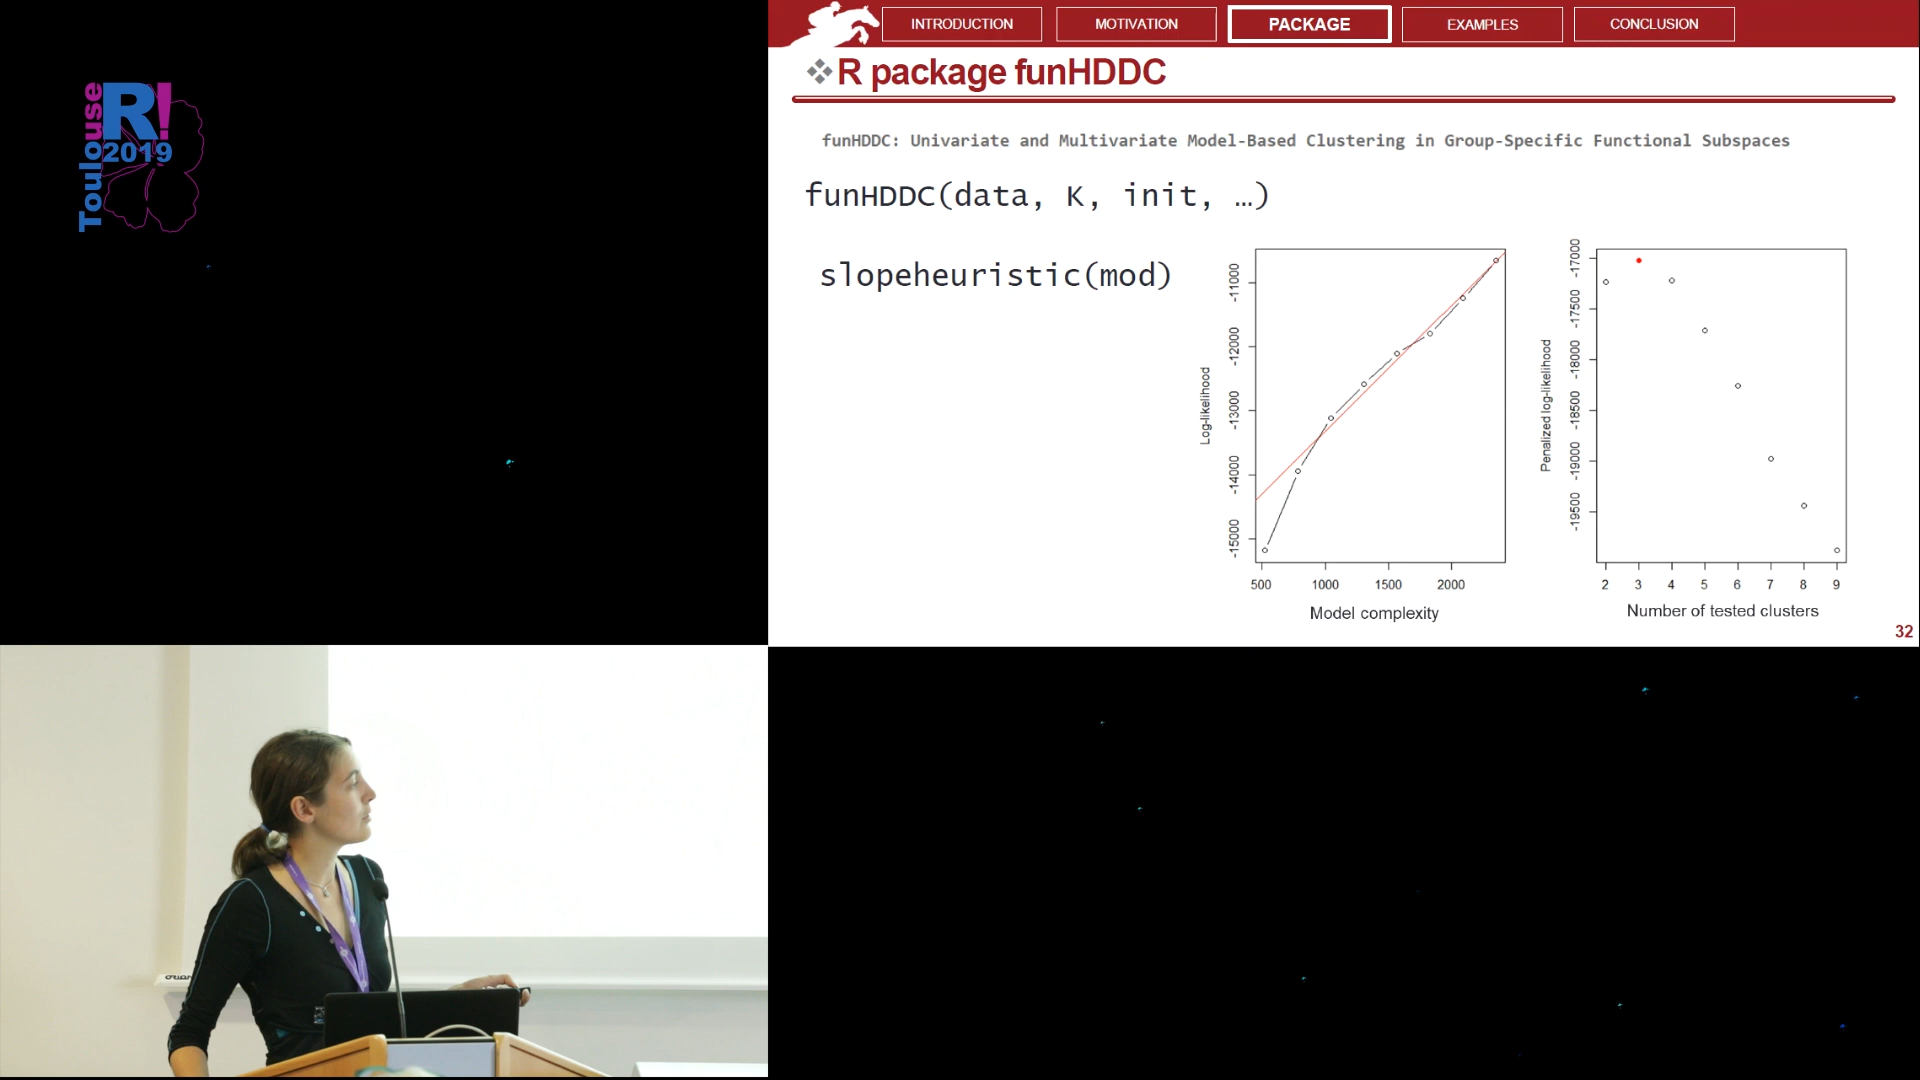 Toulouse
R!
2019
INTRODUCTION
MOTIVATION
PACKAGE
EXAMPLES
CONCLUSION
R package funHDDC
funHDDC: Univariate and Multivariate Model-Based Clustering in Group-Specific Functional Subspaces
funHDDC(data, K, init, …)
slopeheuristic(mod)
Log-likelihood
-11000
-12000
-13000
-14000
-15000
500 1000 1500 2000
Model complexity
Penalized log-likelihood
-17000
-17500
-18000
-18500
-19000
-19500
2 3 4 5 6 7 8 9
Number of tested clusters
32